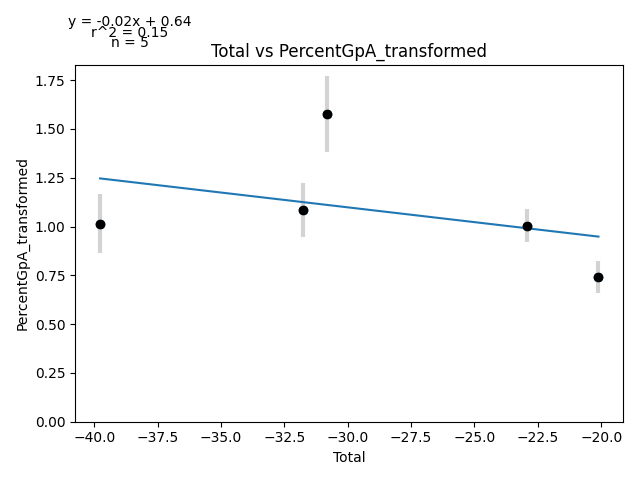 y = -0.02x + 0.64
r^2 = 0.15
n = 5
Total vs PercentGpA_transformed
PercentGpA_transformed
1.75
1.50
1.25
1.00
0.75
0.50
0.25
0.00
−40.0 −37.5 −35.0 −32.5 −30.0 −27.5 −25.0 −22.5 −20.0
Total